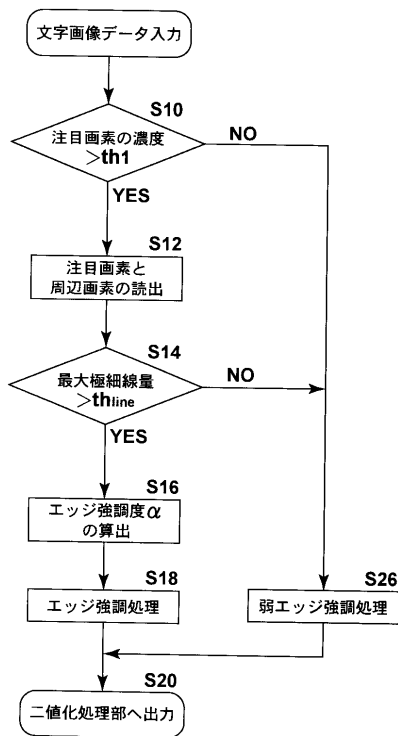 文字画像データ入力
S10
注目画素の濃度
>th1
NO
YES
S12
注目画素と
周辺画素の読出
S14
最大極細線量
>thline
NO
YES
S16
エッジ強調度α
の算出
S18
エッジ強調処理
S26
弱エッジ強調処理
S20
二値化処理部へ出力